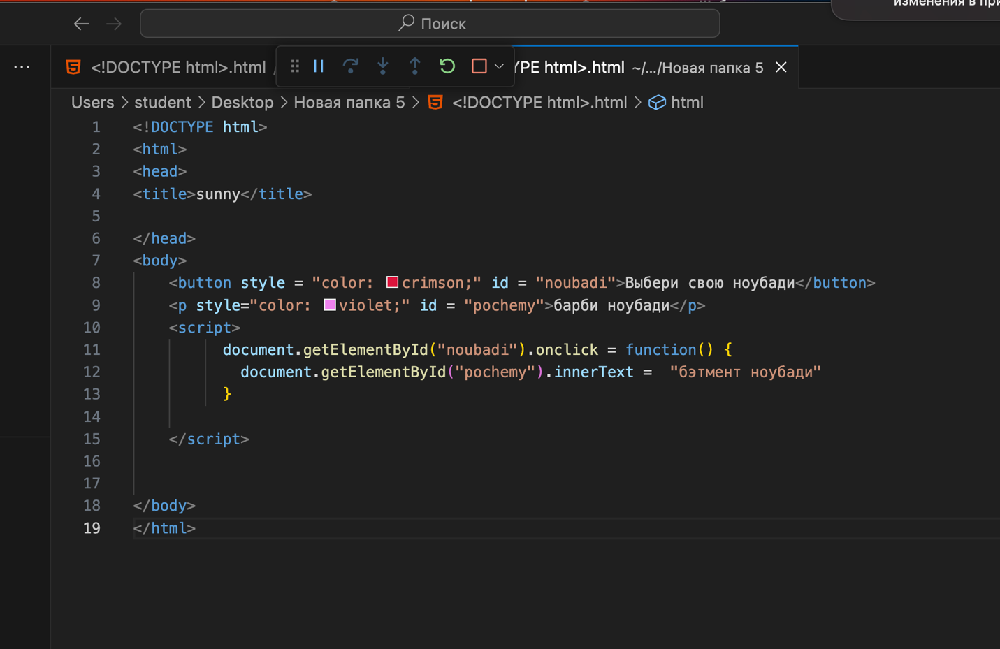 изменения в при
Поиск
<!DOCTYPE html>.html
YPE html>.html ~/.../Новая папка 5
Users > student > Desktop > Новая папка 5 > <!DOCTYPE html>.html > html
1 <!DOCTYPE html>
2 <html>
3 <head>
4 <title>sunny</title>
5
6 </head>
7 <body>
8 <button style = "color: crimson;" id = "noubadi">Выбери свою ноубади</button>
9 <p style="color: violet;" id = "pochemy">барби ноубади</p>
10 <script>
11 document.getElementById("noubadi").onclick = function() {
12 document.getElementById("pochemy").innerText =  "бэтмент ноубади"
13 }
14
15 </script>
16
17
18 </body>
19 </html>